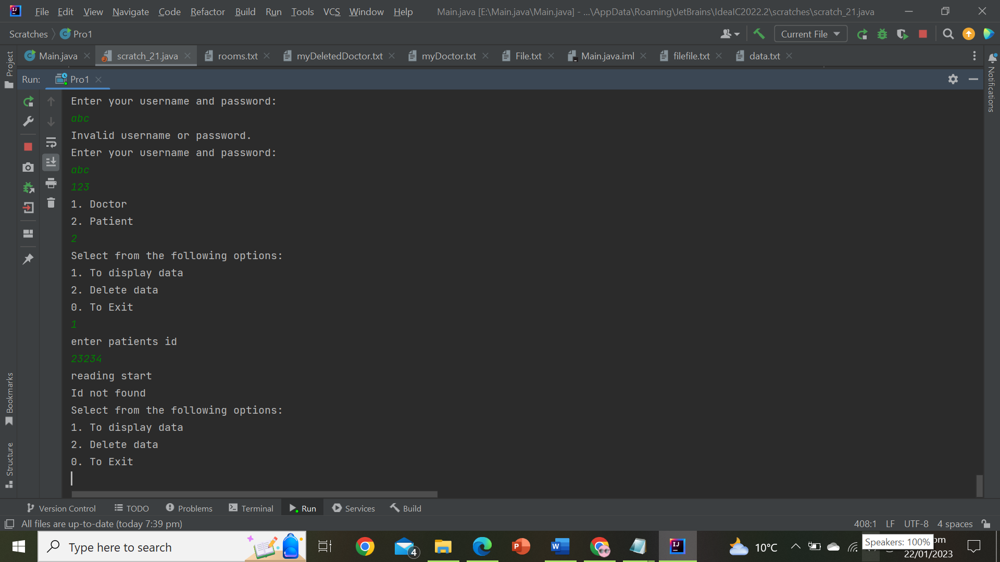 File Edit View Navigate Code Refactor Build Run Tools VCS Window Help Main.java [E:\Main.java\Main.java] - ...\AppData\Roaming\JetBrains\IdeaIC2022.2\scratches\scratch_21.java
Scratches Pro1 Current File
Main.java scratch_21.java rooms.txt myDeletedDoctor.txt myDoctor.txt File.txt Main.java.iml filefile.txt data.txt
Project
Run: Pro1
Notifications
Enter your username and password:
abc
Invalid username or password.
Enter your username and password:
abc
123
1. Doctor
2. Patient
2
Select from the following options:
1. To display data
2. Delete data
0. To Exit
1
enter patients id
23234
reading start
Id not found
Select from the following options:
1. To display data
2. Delete data
0. To Exit
Bookmarks
Structure
Version Control TODO Problems Terminal Run Services Build
All files are up-to-date (today 7:39 pm) 408:1 LF UTF-8 4 spaces
Type here to search 4 10°C Speakers: 100% pm
22/01/2023